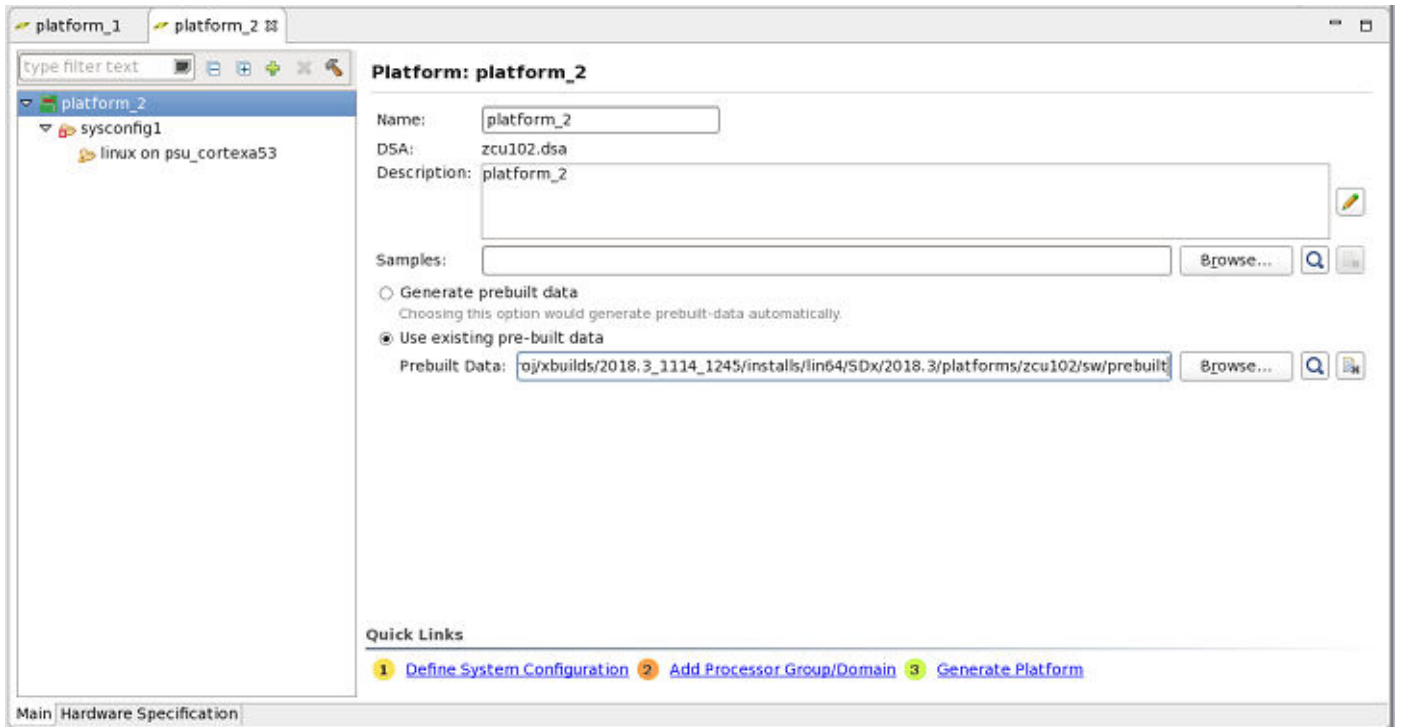 platform_1 platform_2
type filter text
platform_2
sysconfig1
linux on psu_cortexa53
Platform: platform_2
Name: platform_2
DSA: zcu102.dsa
Description: platform_2
Samples: Browse...
Generate prebuilt data
Choosing this option would generate prebuilt-data automatically.
Use existing pre-built data
Prebuilt Data: oj/xbuilds/2018.3_1114_1245/installs/lin64/SDx/2018.3/platforms/zcu102/sw/prebuilt Browse...
Quick Links
1 Define System Configuration 2 Add Processor Group/Domain 3 Generate Platform
Main Hardware Specification